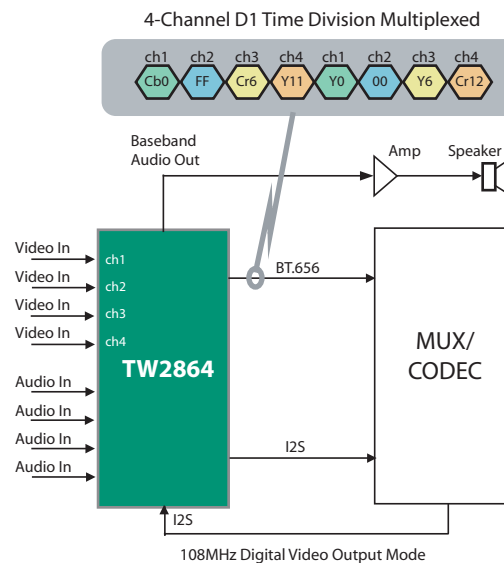 4-Channel D1 Time Division Multiplexed
ch1 ch2 ch3 ch4 ch1 ch2 ch3 ch4
Cb0 FF Cr6 Y11 Y0 00 Y6 Cr12
Baseband
Audio Out
Amp
Speaker
Video In
ch1
Video In
ch2
BT.656
Video In
ch3
Video In
ch4
TW2864
MUX/
CODEC
Audio In
Audio In
Audio In
I2S
Audio In
I2S
108MHz Digital Video Output Mode